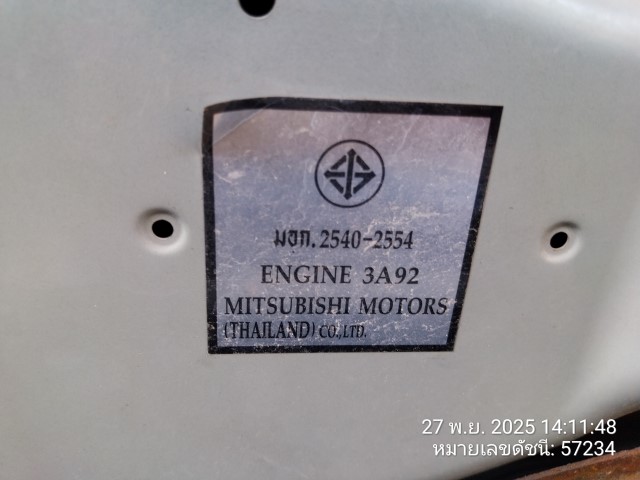 มอก.2540-2554
ENGINE 3A92
MITSUBISHI MOTORS
(THAILAND) CO.,LTD.
27 พ.ย. 2025 14:11:48
หมายเลขดัชนี: 57234